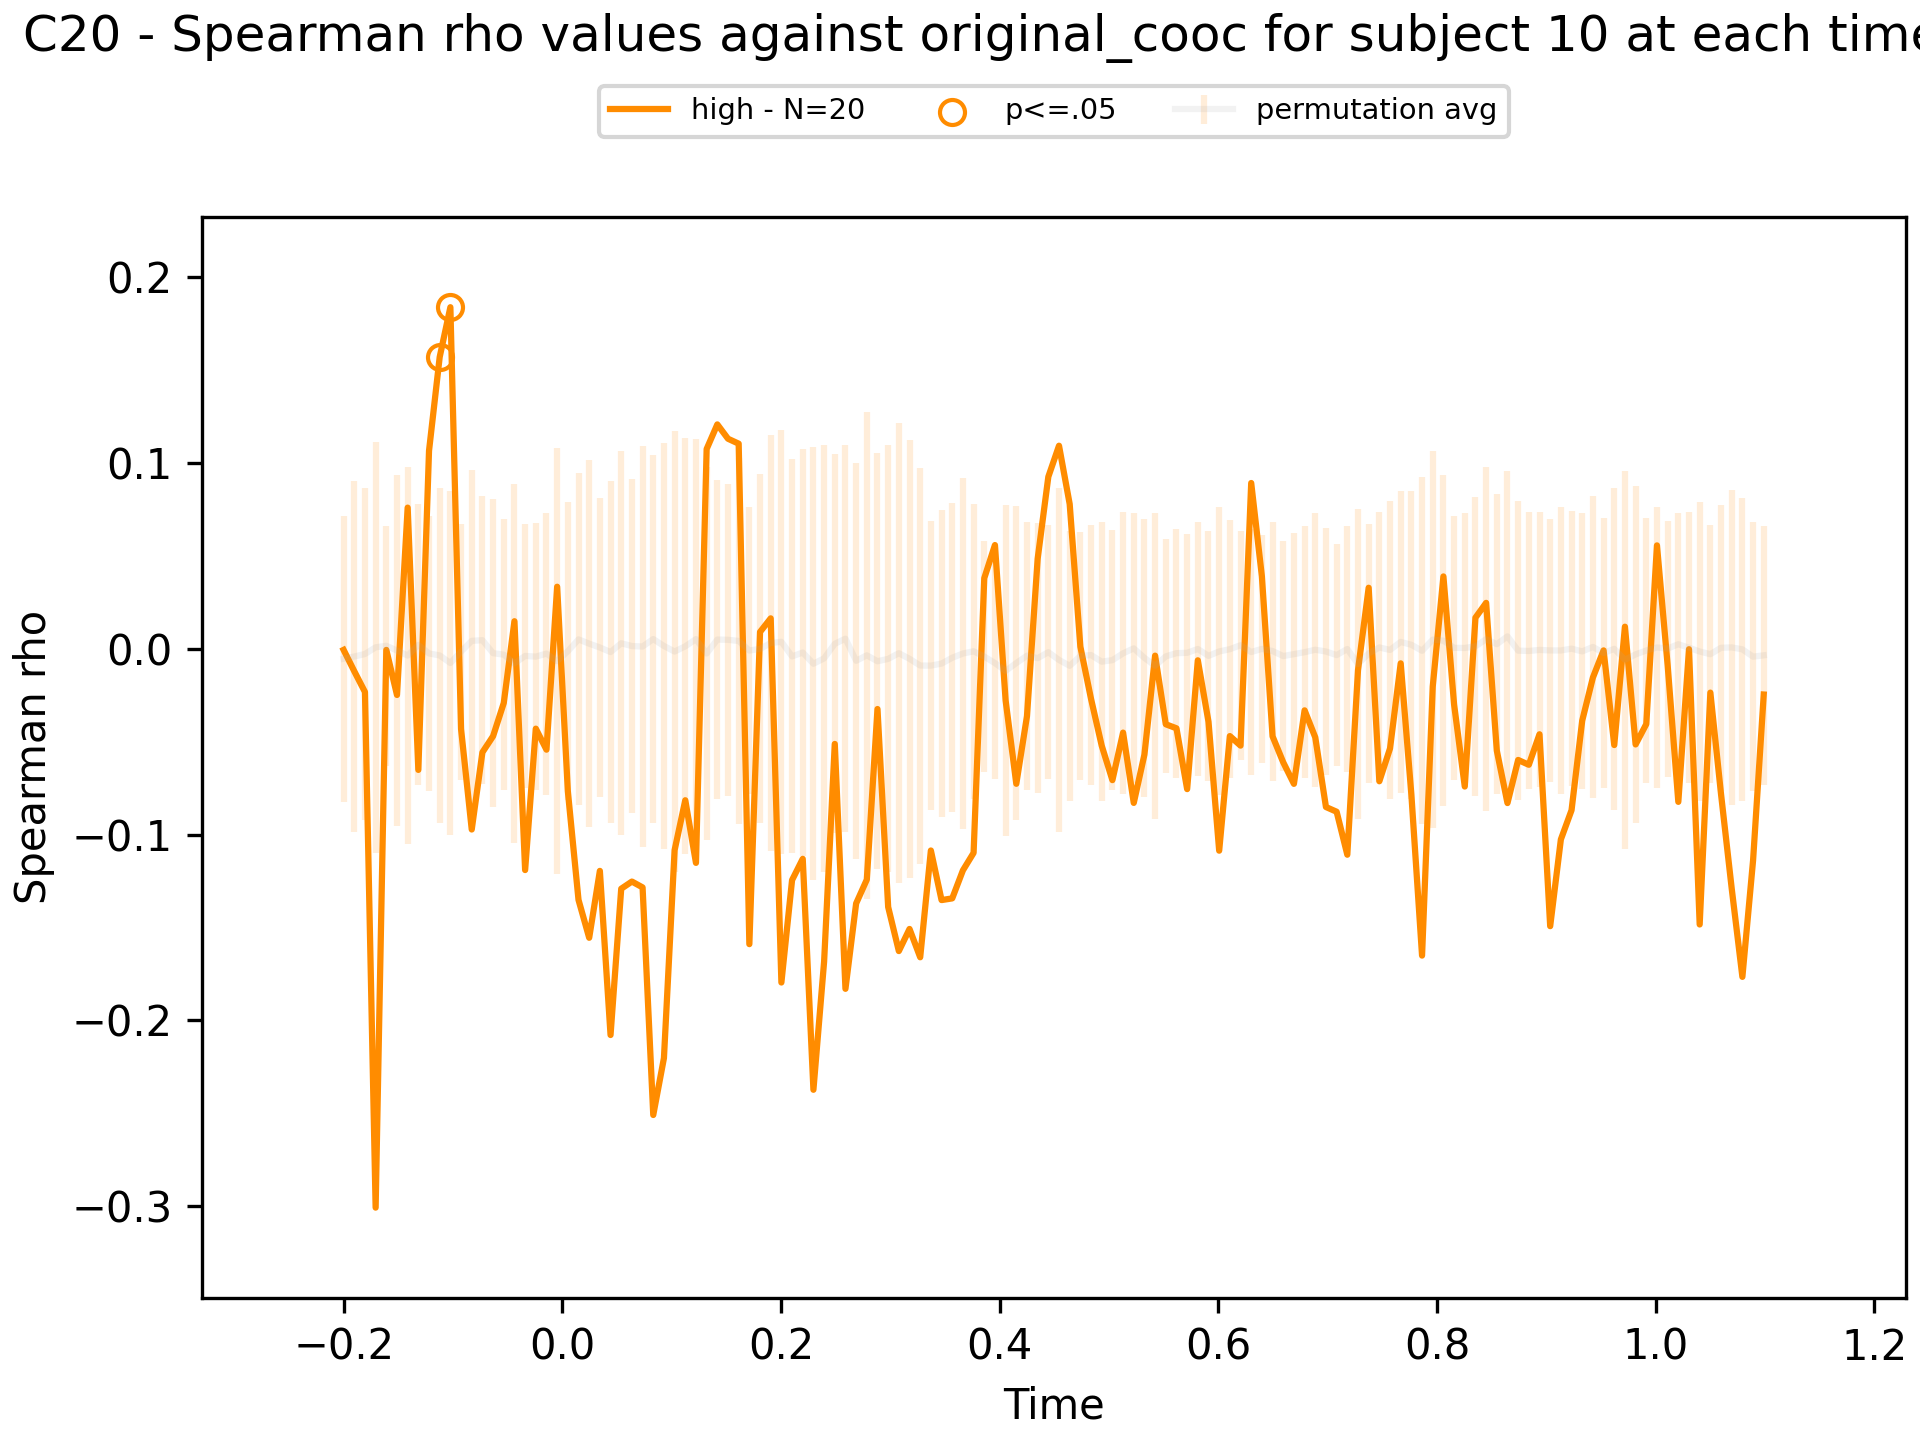 C20 - Spearman rho values against original_cooc for subject 10 at each time
high - N=20 p<=.05 permutation avg
0.2
0.1
0.0
−0.1
−0.2
−0.3
Spearman rho
−0.2 0.0 0.2 0.4 0.6 0.8 1.0 1.2
Time